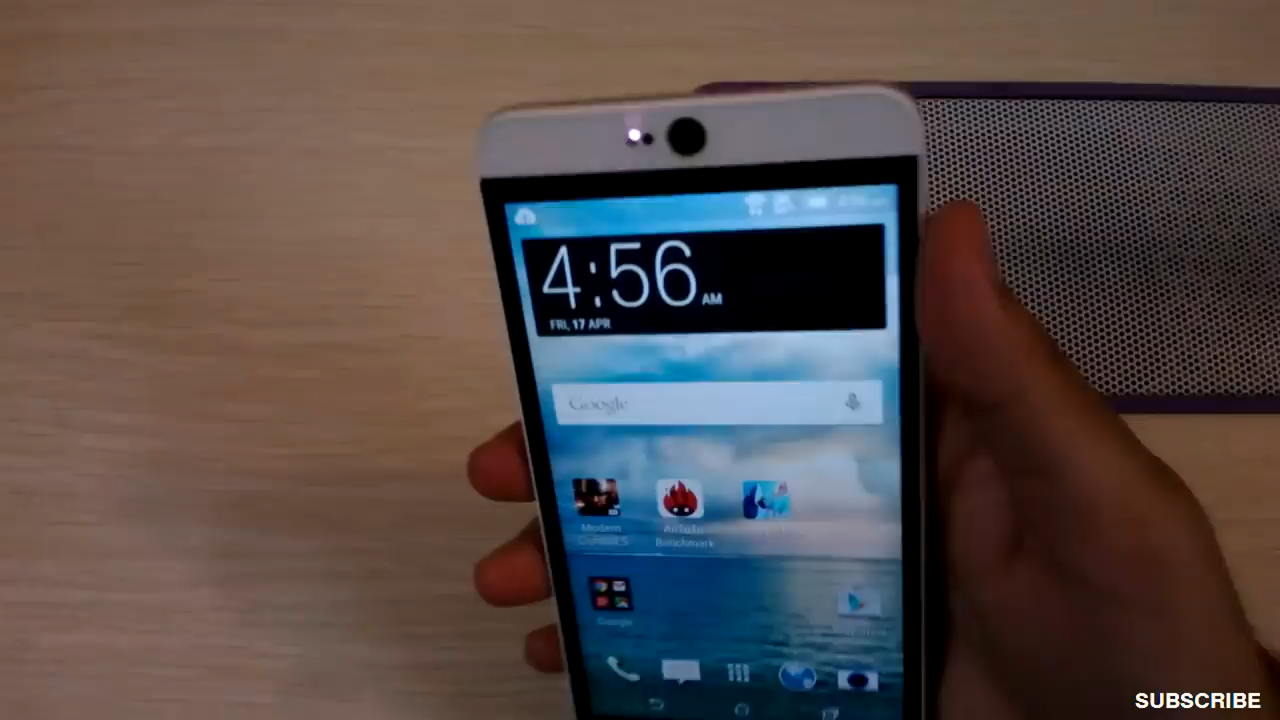 4:56 AM
FRI, 17 APR
Google
Modern
Combat 5
AnTuTu
Benchmark
Google
SUBSCRIBE